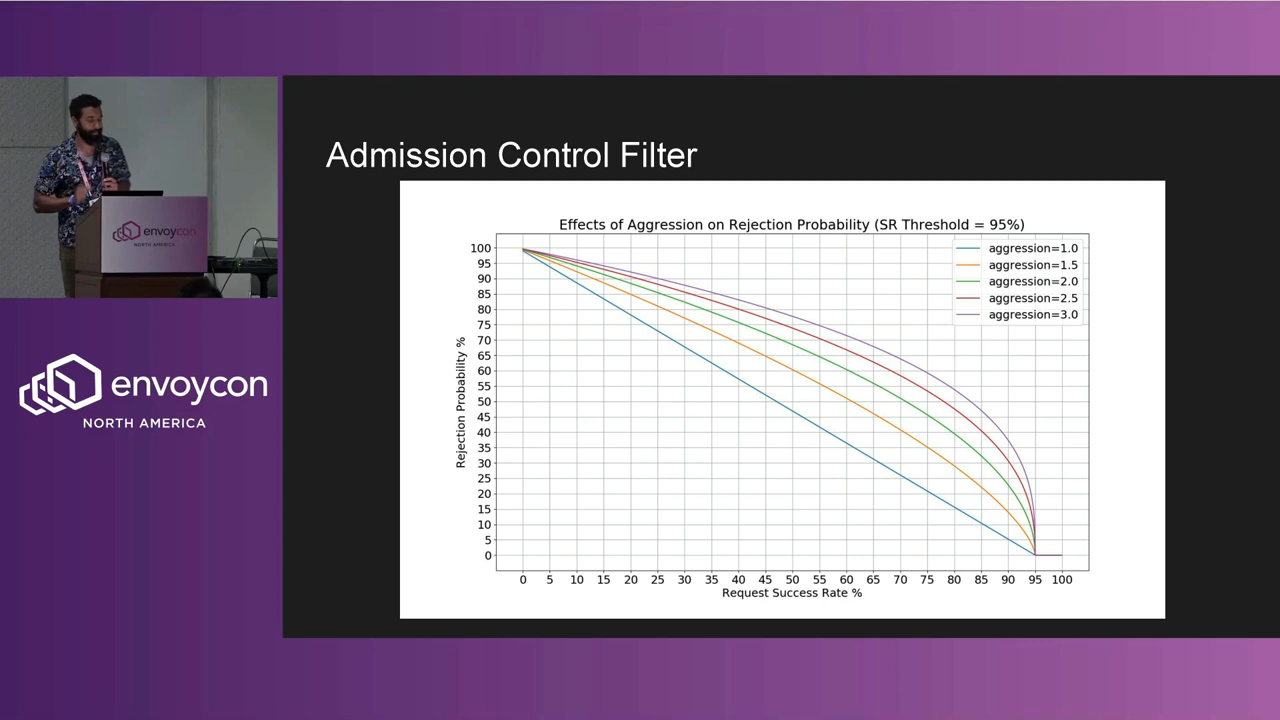 Admission Control Filter
Effects of Aggression on Rejection Probability (SR Threshold = 95%)
aggression=1.0
aggression=1.5
aggression=2.0
aggression=2.5
aggression=3.0
Rejection Probability %
100
95
90
85
80
75
70
65
60
55
50
45
40
35
30
25
20
15
10
5
0
0 5 10 15 20 25 30 35 40 45 50 55 60 65 70 75 80 85 90 95 100
Request Success Rate %
envoycon
NORTH AMERICA
envoycon
NORTH AMERICA